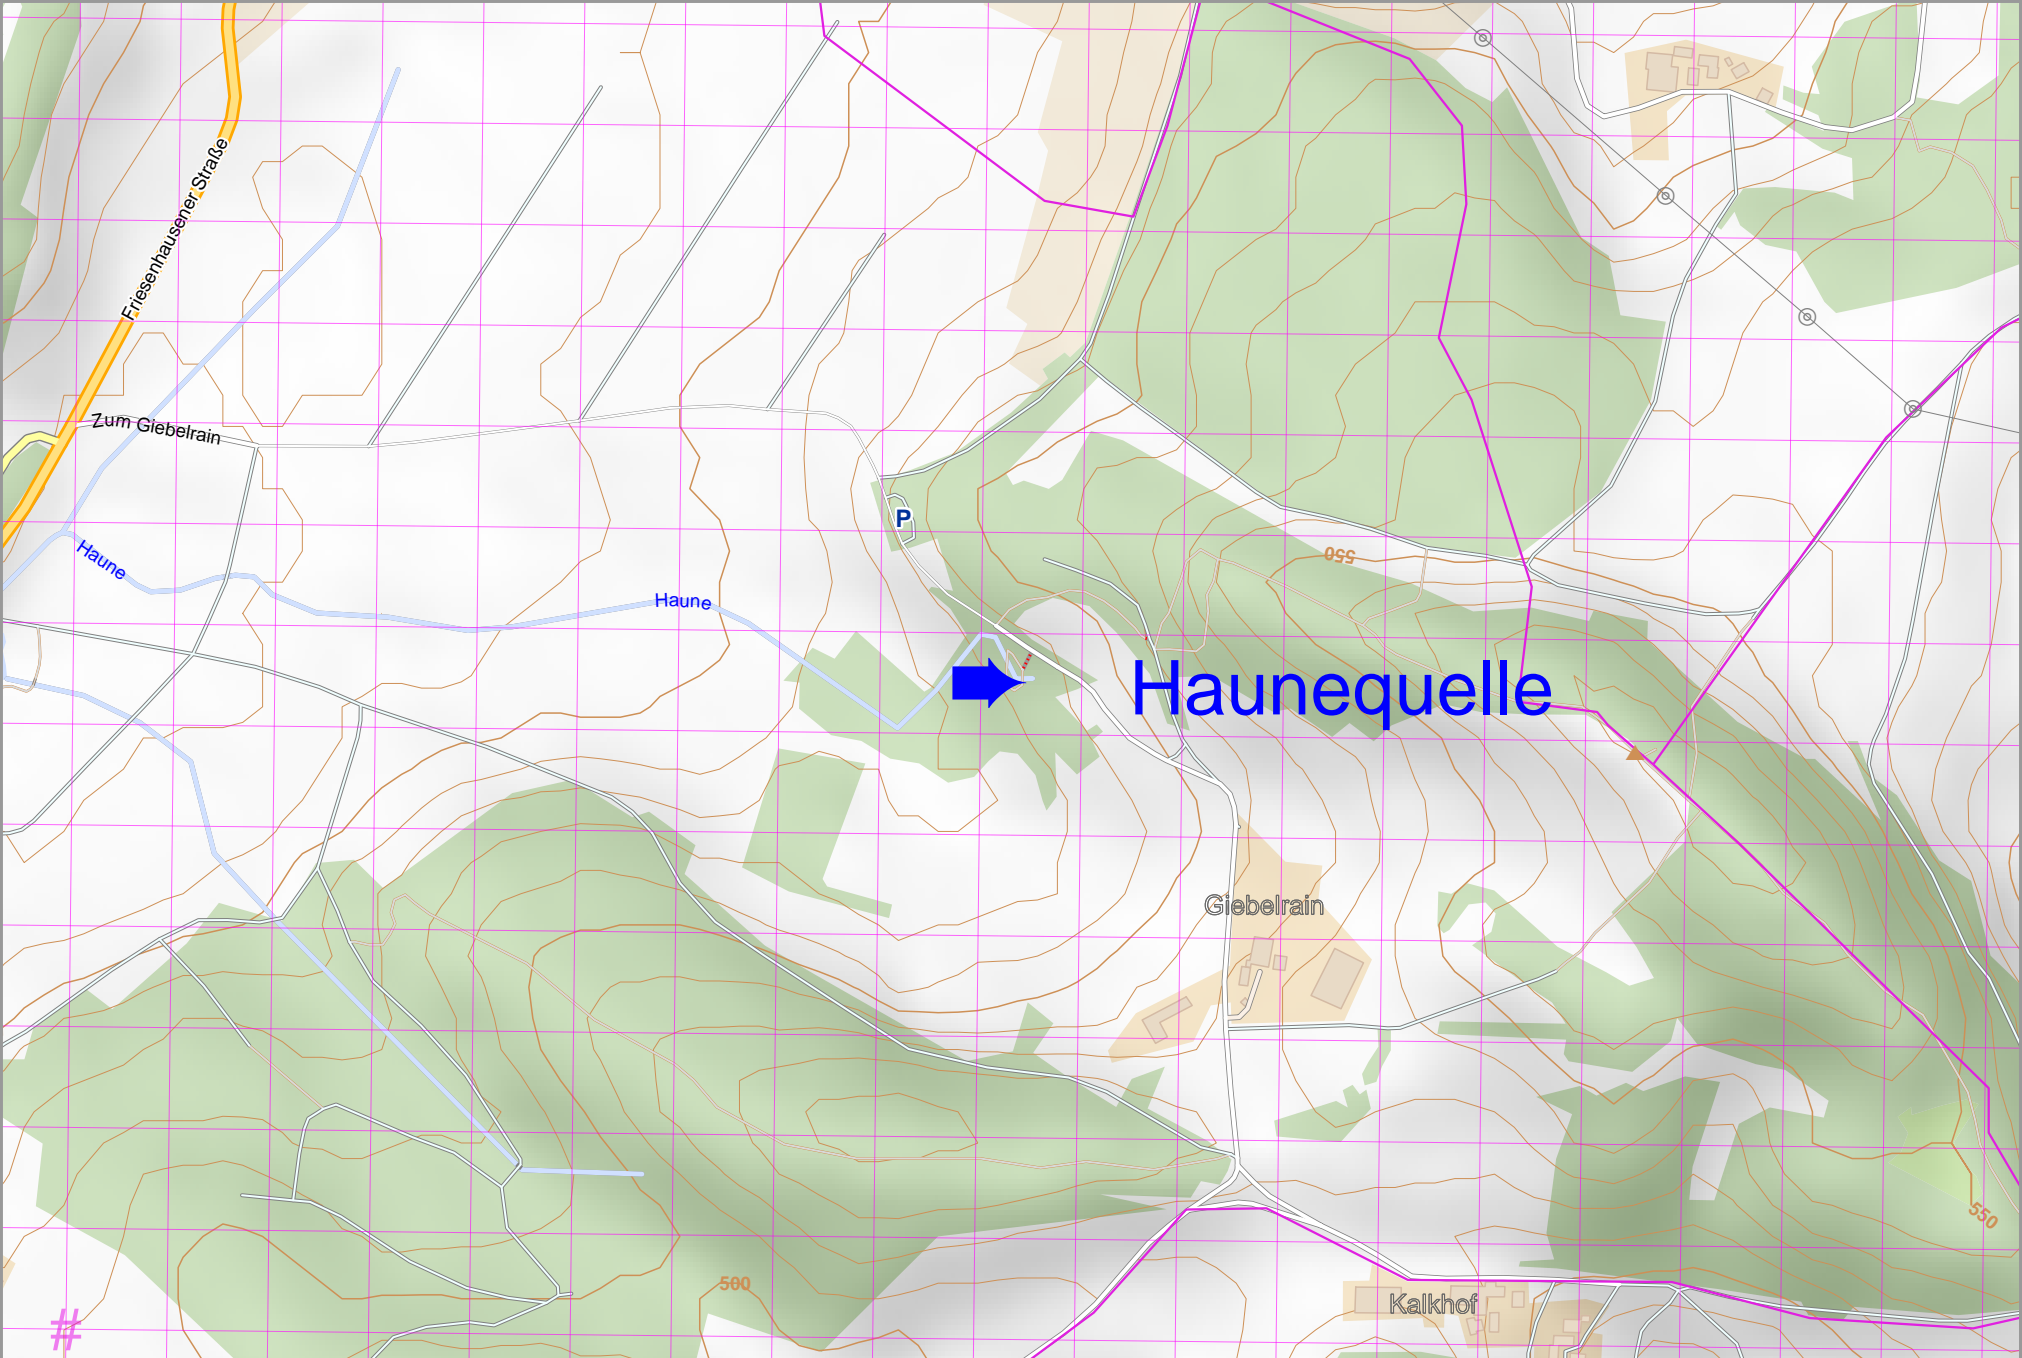 Friesenhausener Straße
Zum Giebelrain
P
550
Haune
Haune
Haunequelle
Giebelrain
550
500
Kalkhof
#